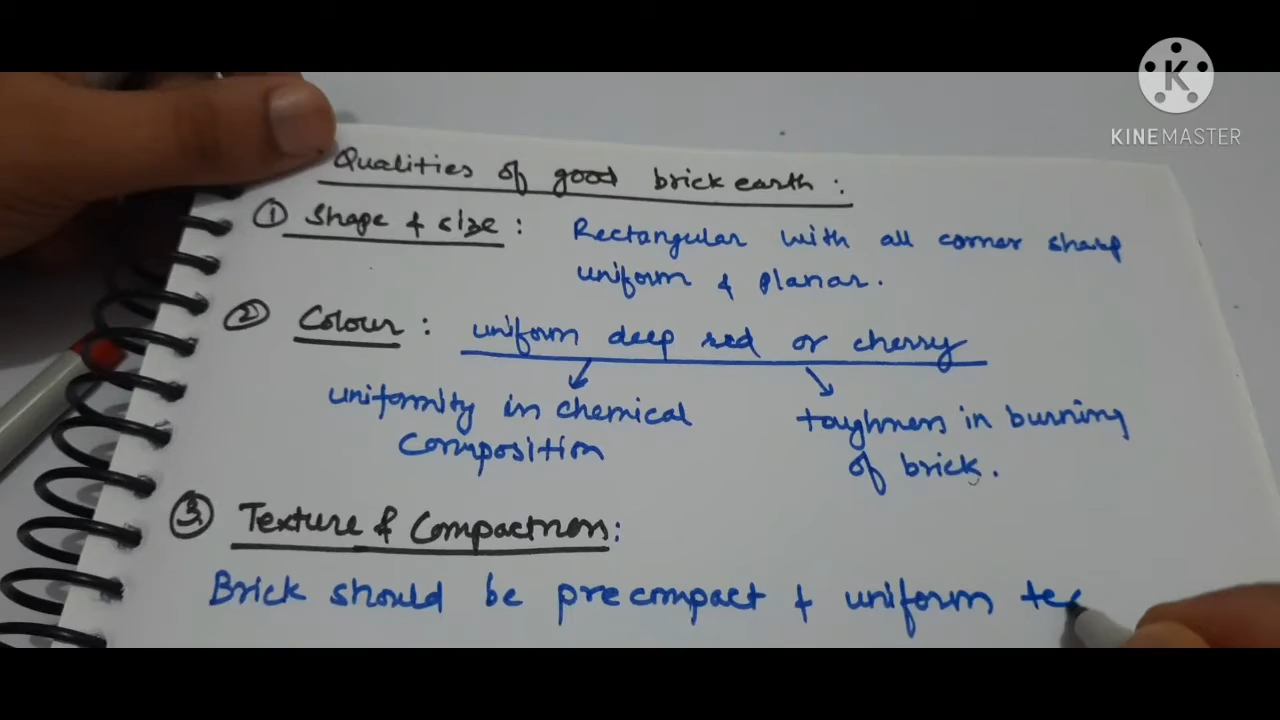 KINEMASTER
Qualities of good brick earth :
① Shape & size : Rectangular with all corner sharp
uniform & planar.
② Colour : uniform deep red or cherry
uniformity in chemical
composition
toughness in burning
of brick.
③ Texture & Compactness:
Brick should be precompact & uniform te